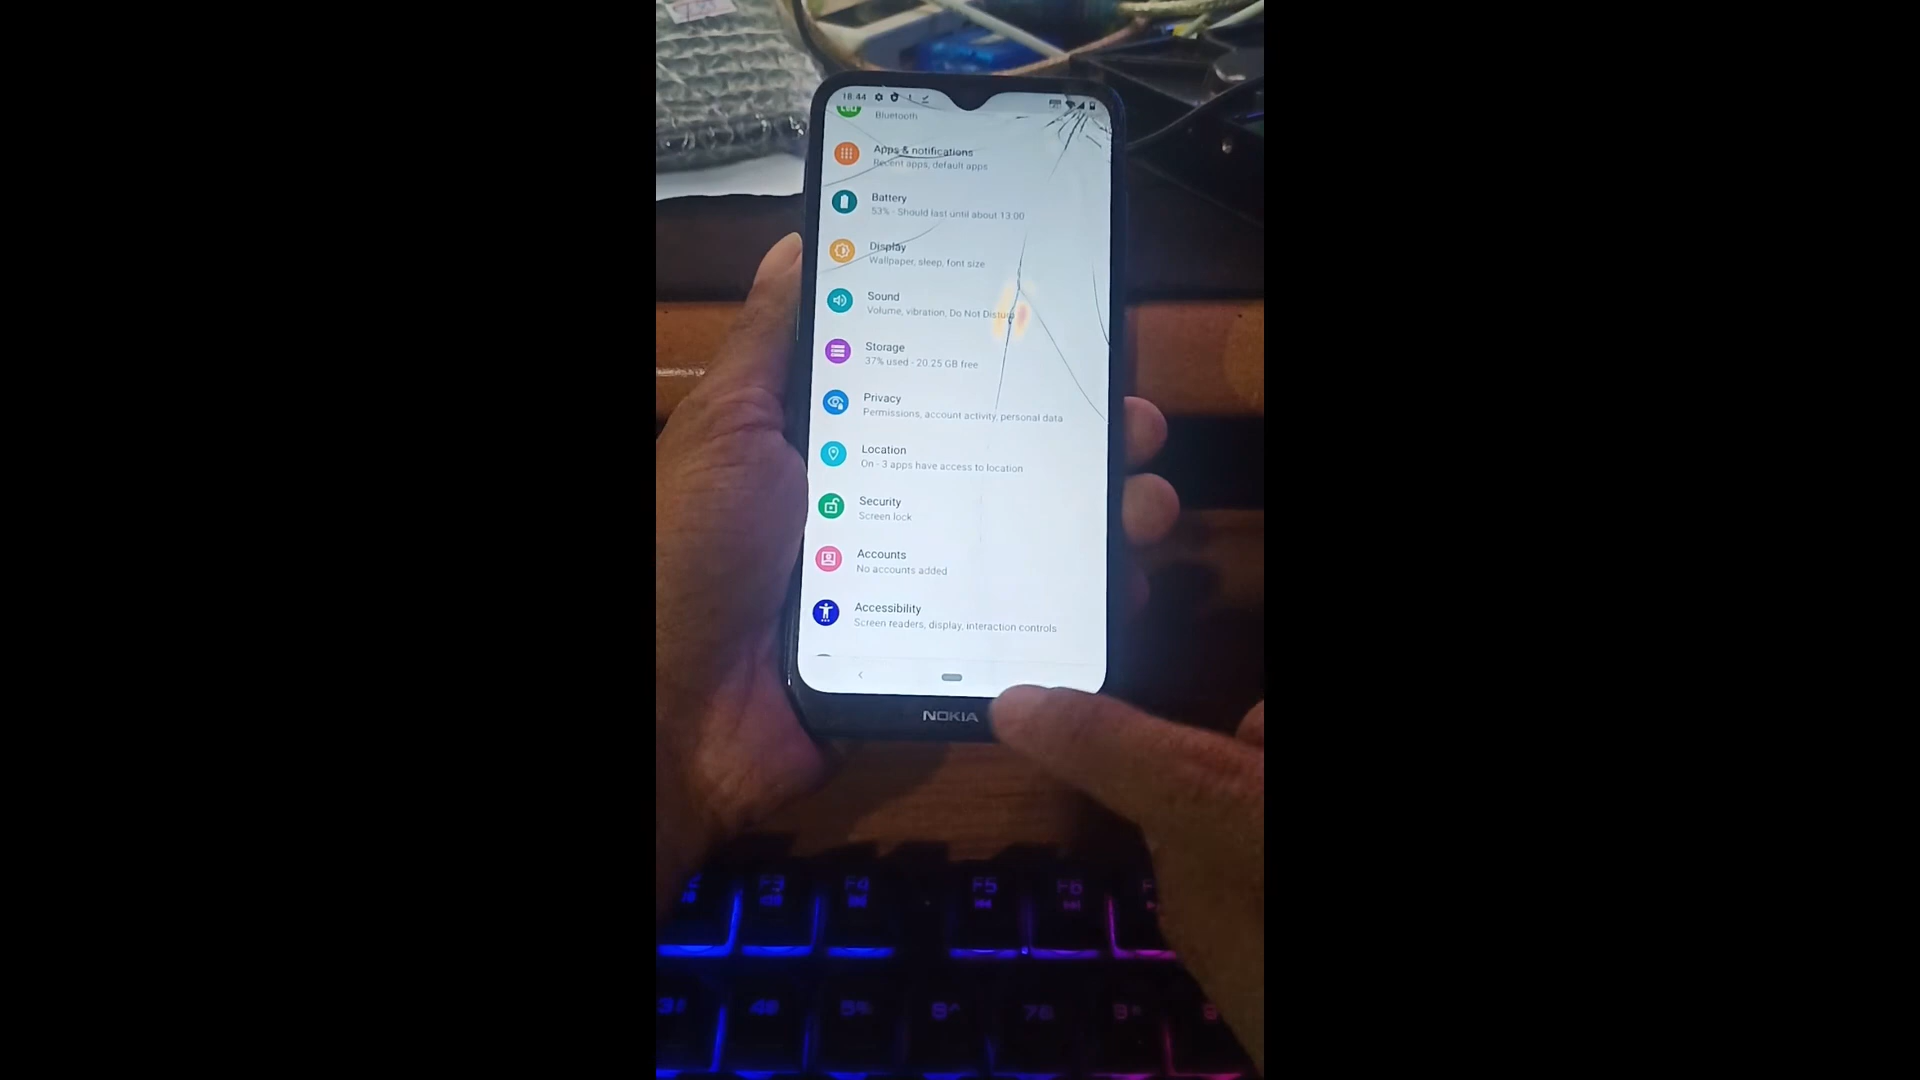 18:44
Bluetooth
Apps & notifications
Recent apps, default apps
Battery
53% - Should last until about 13:00
Display
Wallpaper, sleep, font size
Sound
Volume, vibration, Do Not Disturb
Storage
37% used - 20.25 GB free
Privacy
Permissions, account activity, personal data
Location
On - 3 apps have access to location
Security
Screen lock
Accounts
No accounts added
Accessibility
Screen readers, display, interaction controls
NOKIA
F3 F4 F5 F6